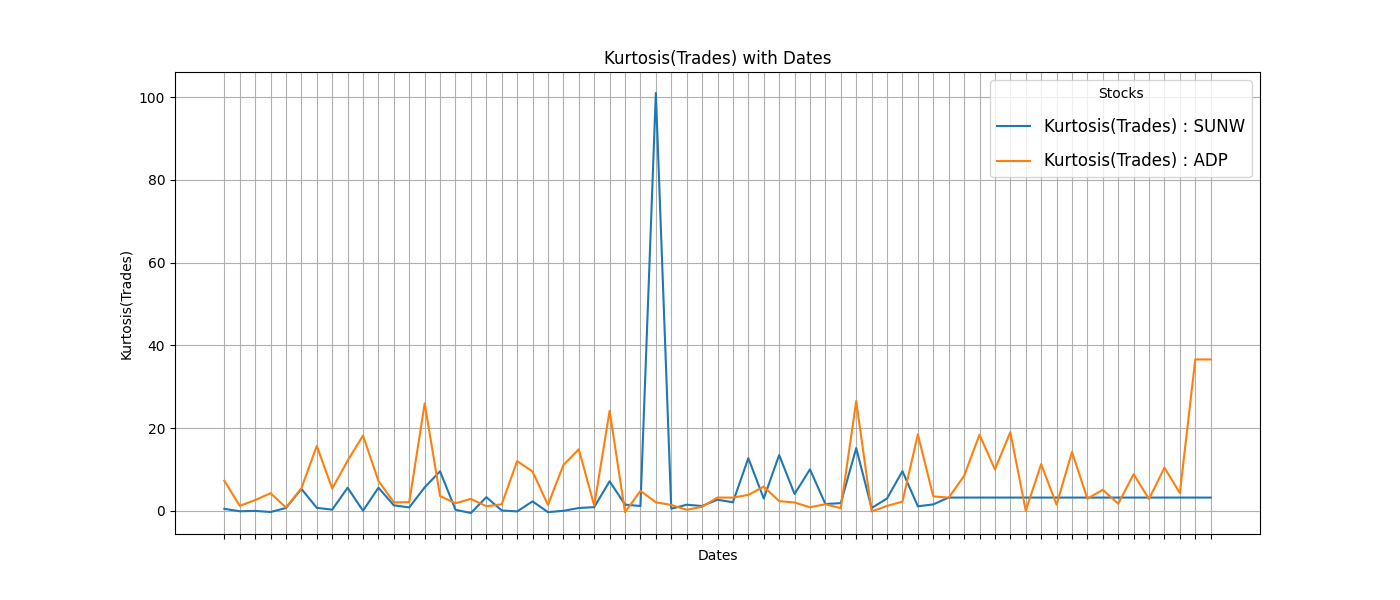 Kurtosis(Trades) with Dates
Stocks
Kurtosis(Trades) : SUNW
Kurtosis(Trades) : ADP
Kurtosis(Trades)
100
80
60
40
20
0
Dates